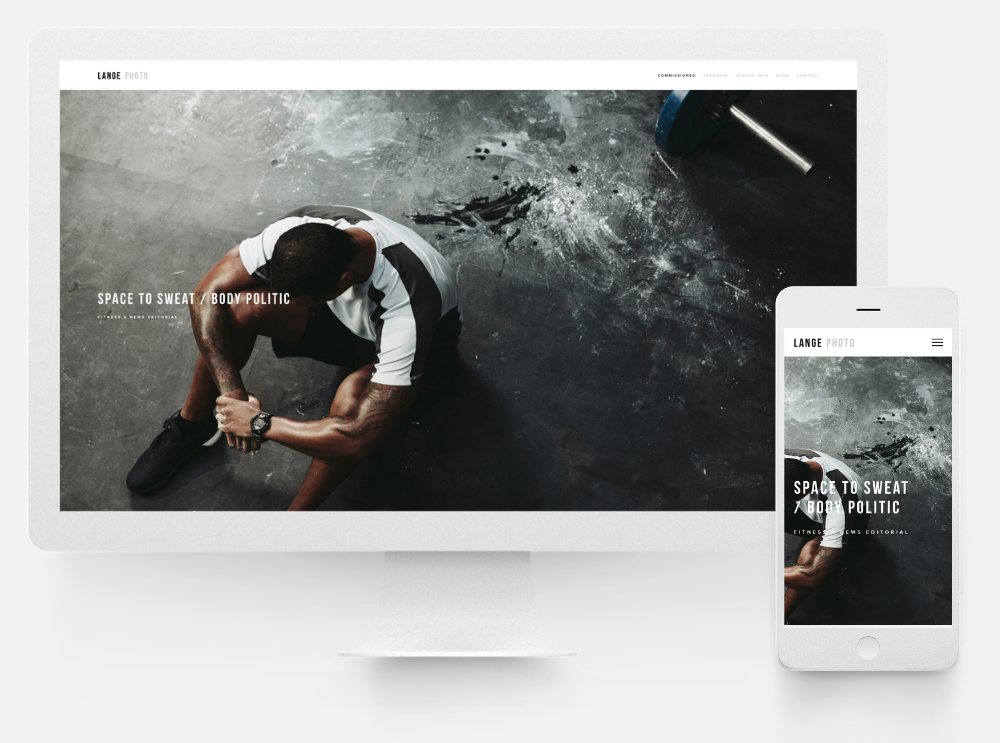 LANGE PHOTO
COMMISSIONED PERSONAL STUDIO INFO BLOG CONTACT
SPACE TO SWEAT / BODY POLITIC
FITNESS & NEWS EDITORIAL
LANGE PHOTO
SPACE TO SWEAT
/ BODY POLITIC
FITNESS & NEWS EDITORIAL